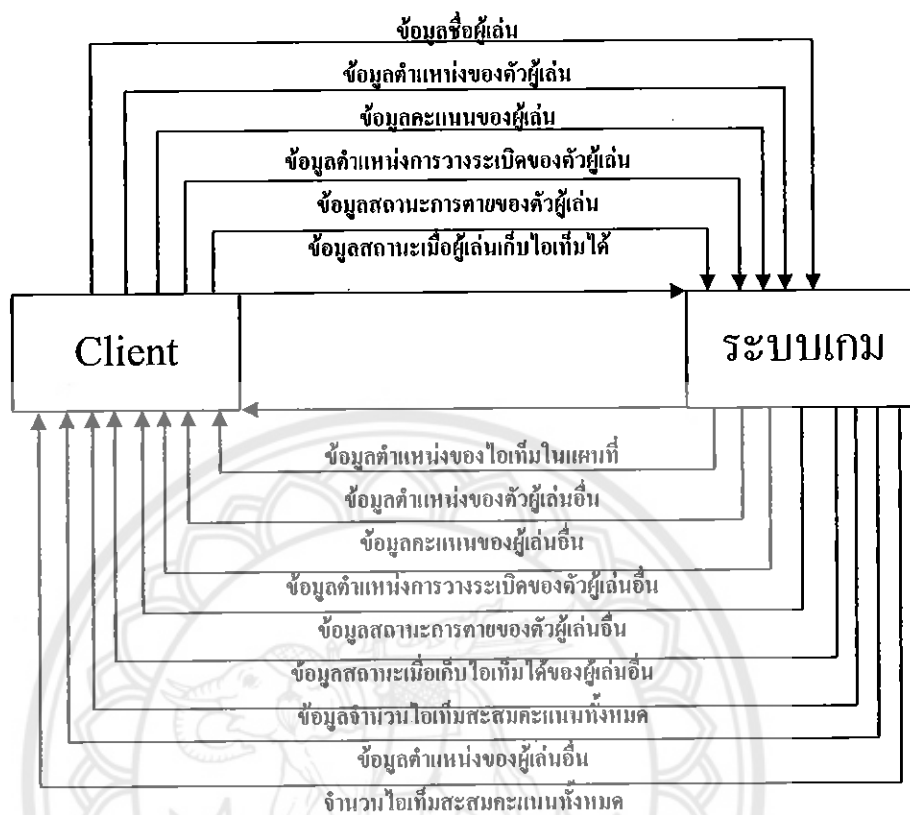 ข้อมูลชื่อผู้เล่น
ข้อมูลตำแหน่งของตัวผู้เล่น
ข้อมูลคะแนนของผู้เล่น
ข้อมูลตำแหน่งการวางระเบิดของตัวผู้เล่น
ข้อมูลสถานะการตายของตัวผู้เล่น
ข้อมูลสถานะเมื่อผู้เล่นเก็บไอเท็มได้
Client
ระบบเกม
ข้อมูลตำแหน่งของไอเท็มในแผนที่
ข้อมูลตำแหน่งของตัวผู้เล่นอื่น
ข้อมูลคะแนนของผู้เล่นอื่น
ข้อมูลตำแหน่งการวางระเบิดของตัวผู้เล่นอื่น
ข้อมูลสถานะการตายของตัวผู้เล่นอื่น
ข้อมูลสถานะเมื่อเก็บไอเท็มได้ของผู้เล่นอื่น
ข้อมูลจำนวนไอเท็มสะสมคะแนนทั้งหมด
ข้อมูลตำแหน่งของผู้เล่นอื่น
จำนวนไอเท็มสะสมคะแนนทั้งหมด